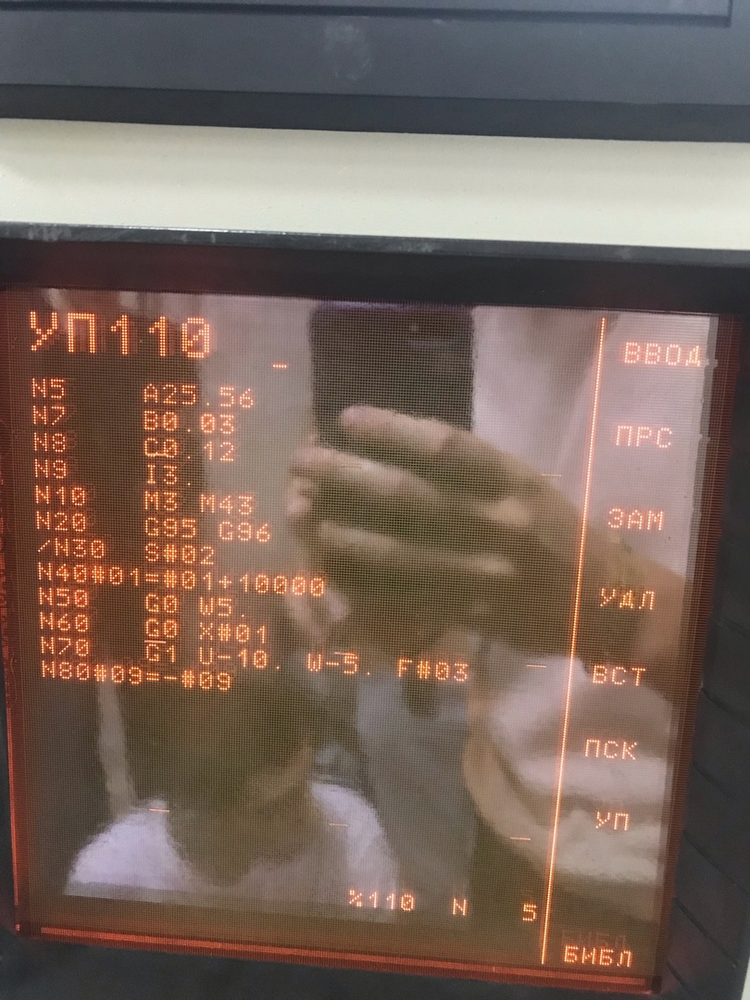 УП110
N5 A25.56
N7 B0.03
N8 C0.12
N9 I3.
N10 M3 M43
N20 G95 G96
/N30 S#02
N40#01=#01+10000
N50 G0 W5.
N60 G0 X#01
N70 G1 U-10. W-5. F#03
N80#09=-#09
%110 N 5
ВВОД
ПРС
ЗАМ
УДЛ
ВСТ
ПСК
УП
БИБЛ